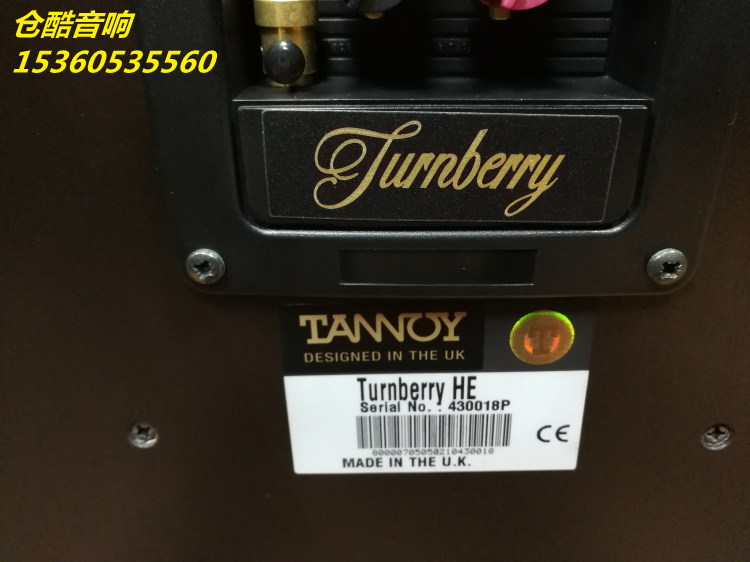 仓酷音响
15360535560
Turnberry
TANNOY
DESIGNED IN THE UK
Turnberry HE
Serial No. : 430018P
80000705050210430018
MADE IN THE U.K.
CE